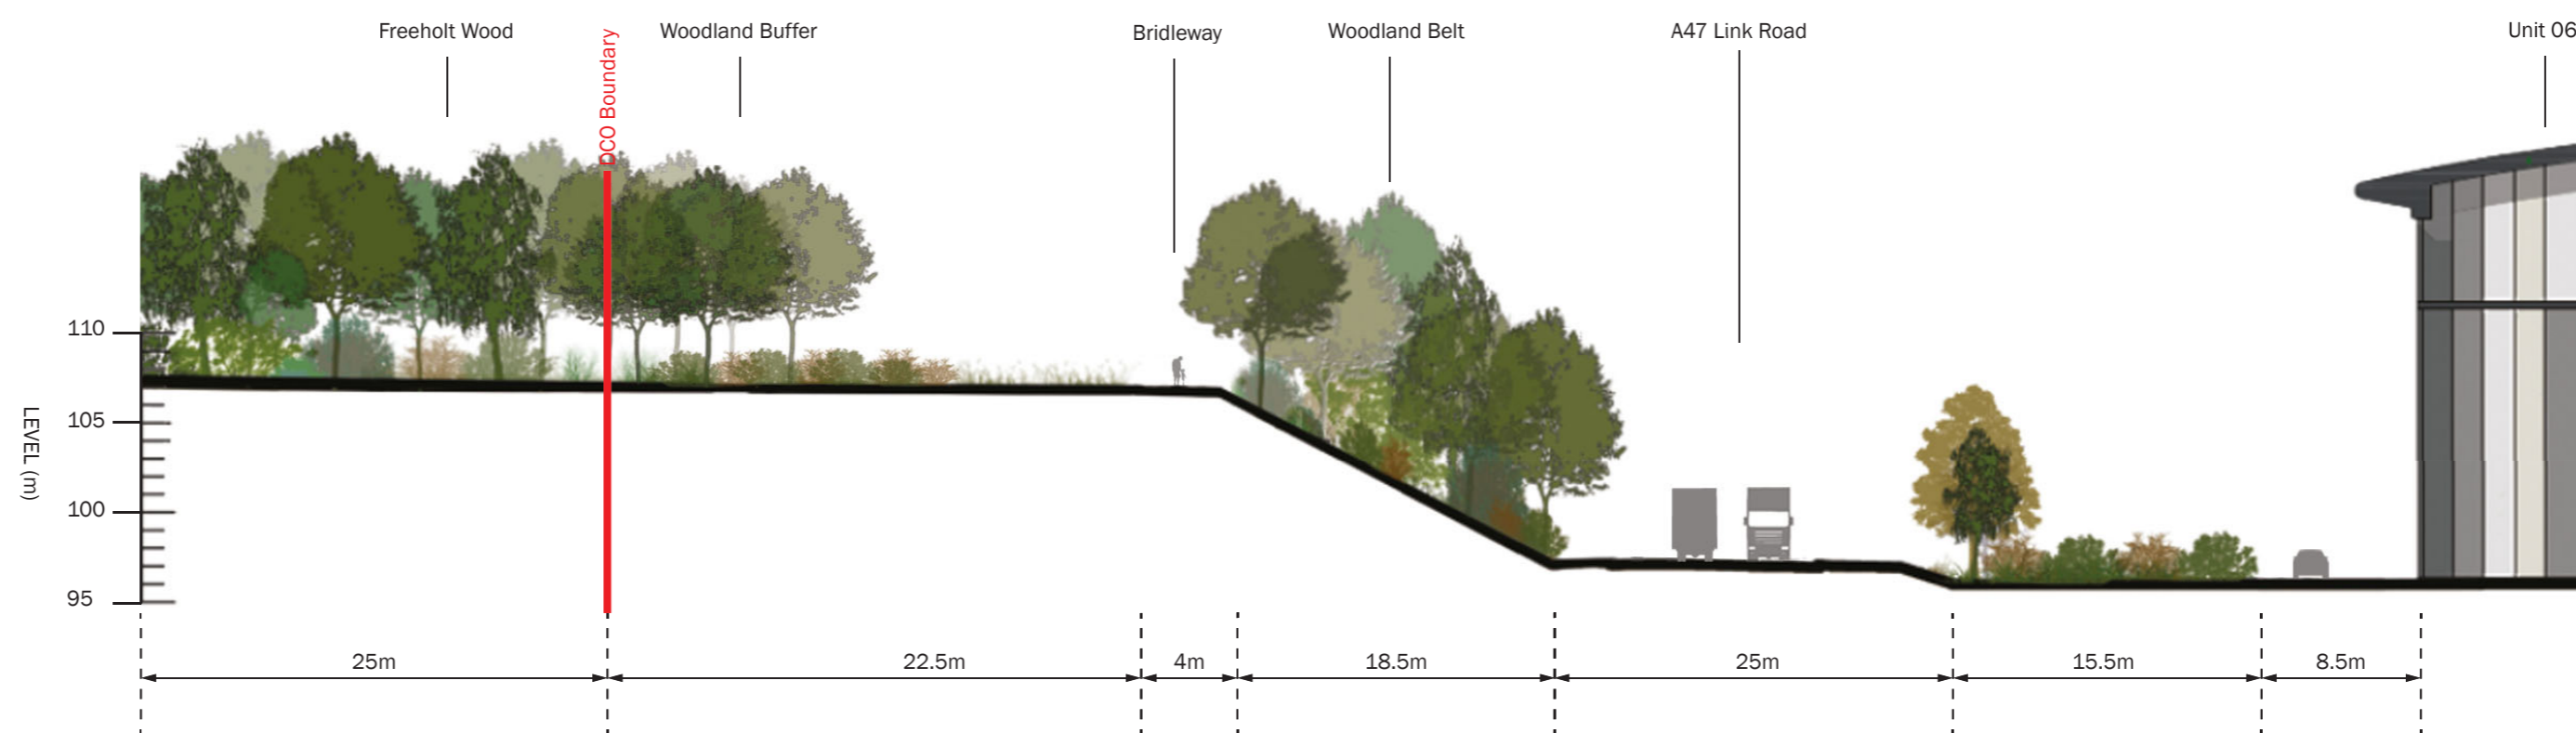 Freeholt Wood
DCO Boundary
Woodland Buffer
Bridleway
Woodland Belt
A47 Link Road
Unit 06
LEVEL (m)
110
105
100
95
25m
22.5m
4m
18.5m
25m
15.5m
8.5m